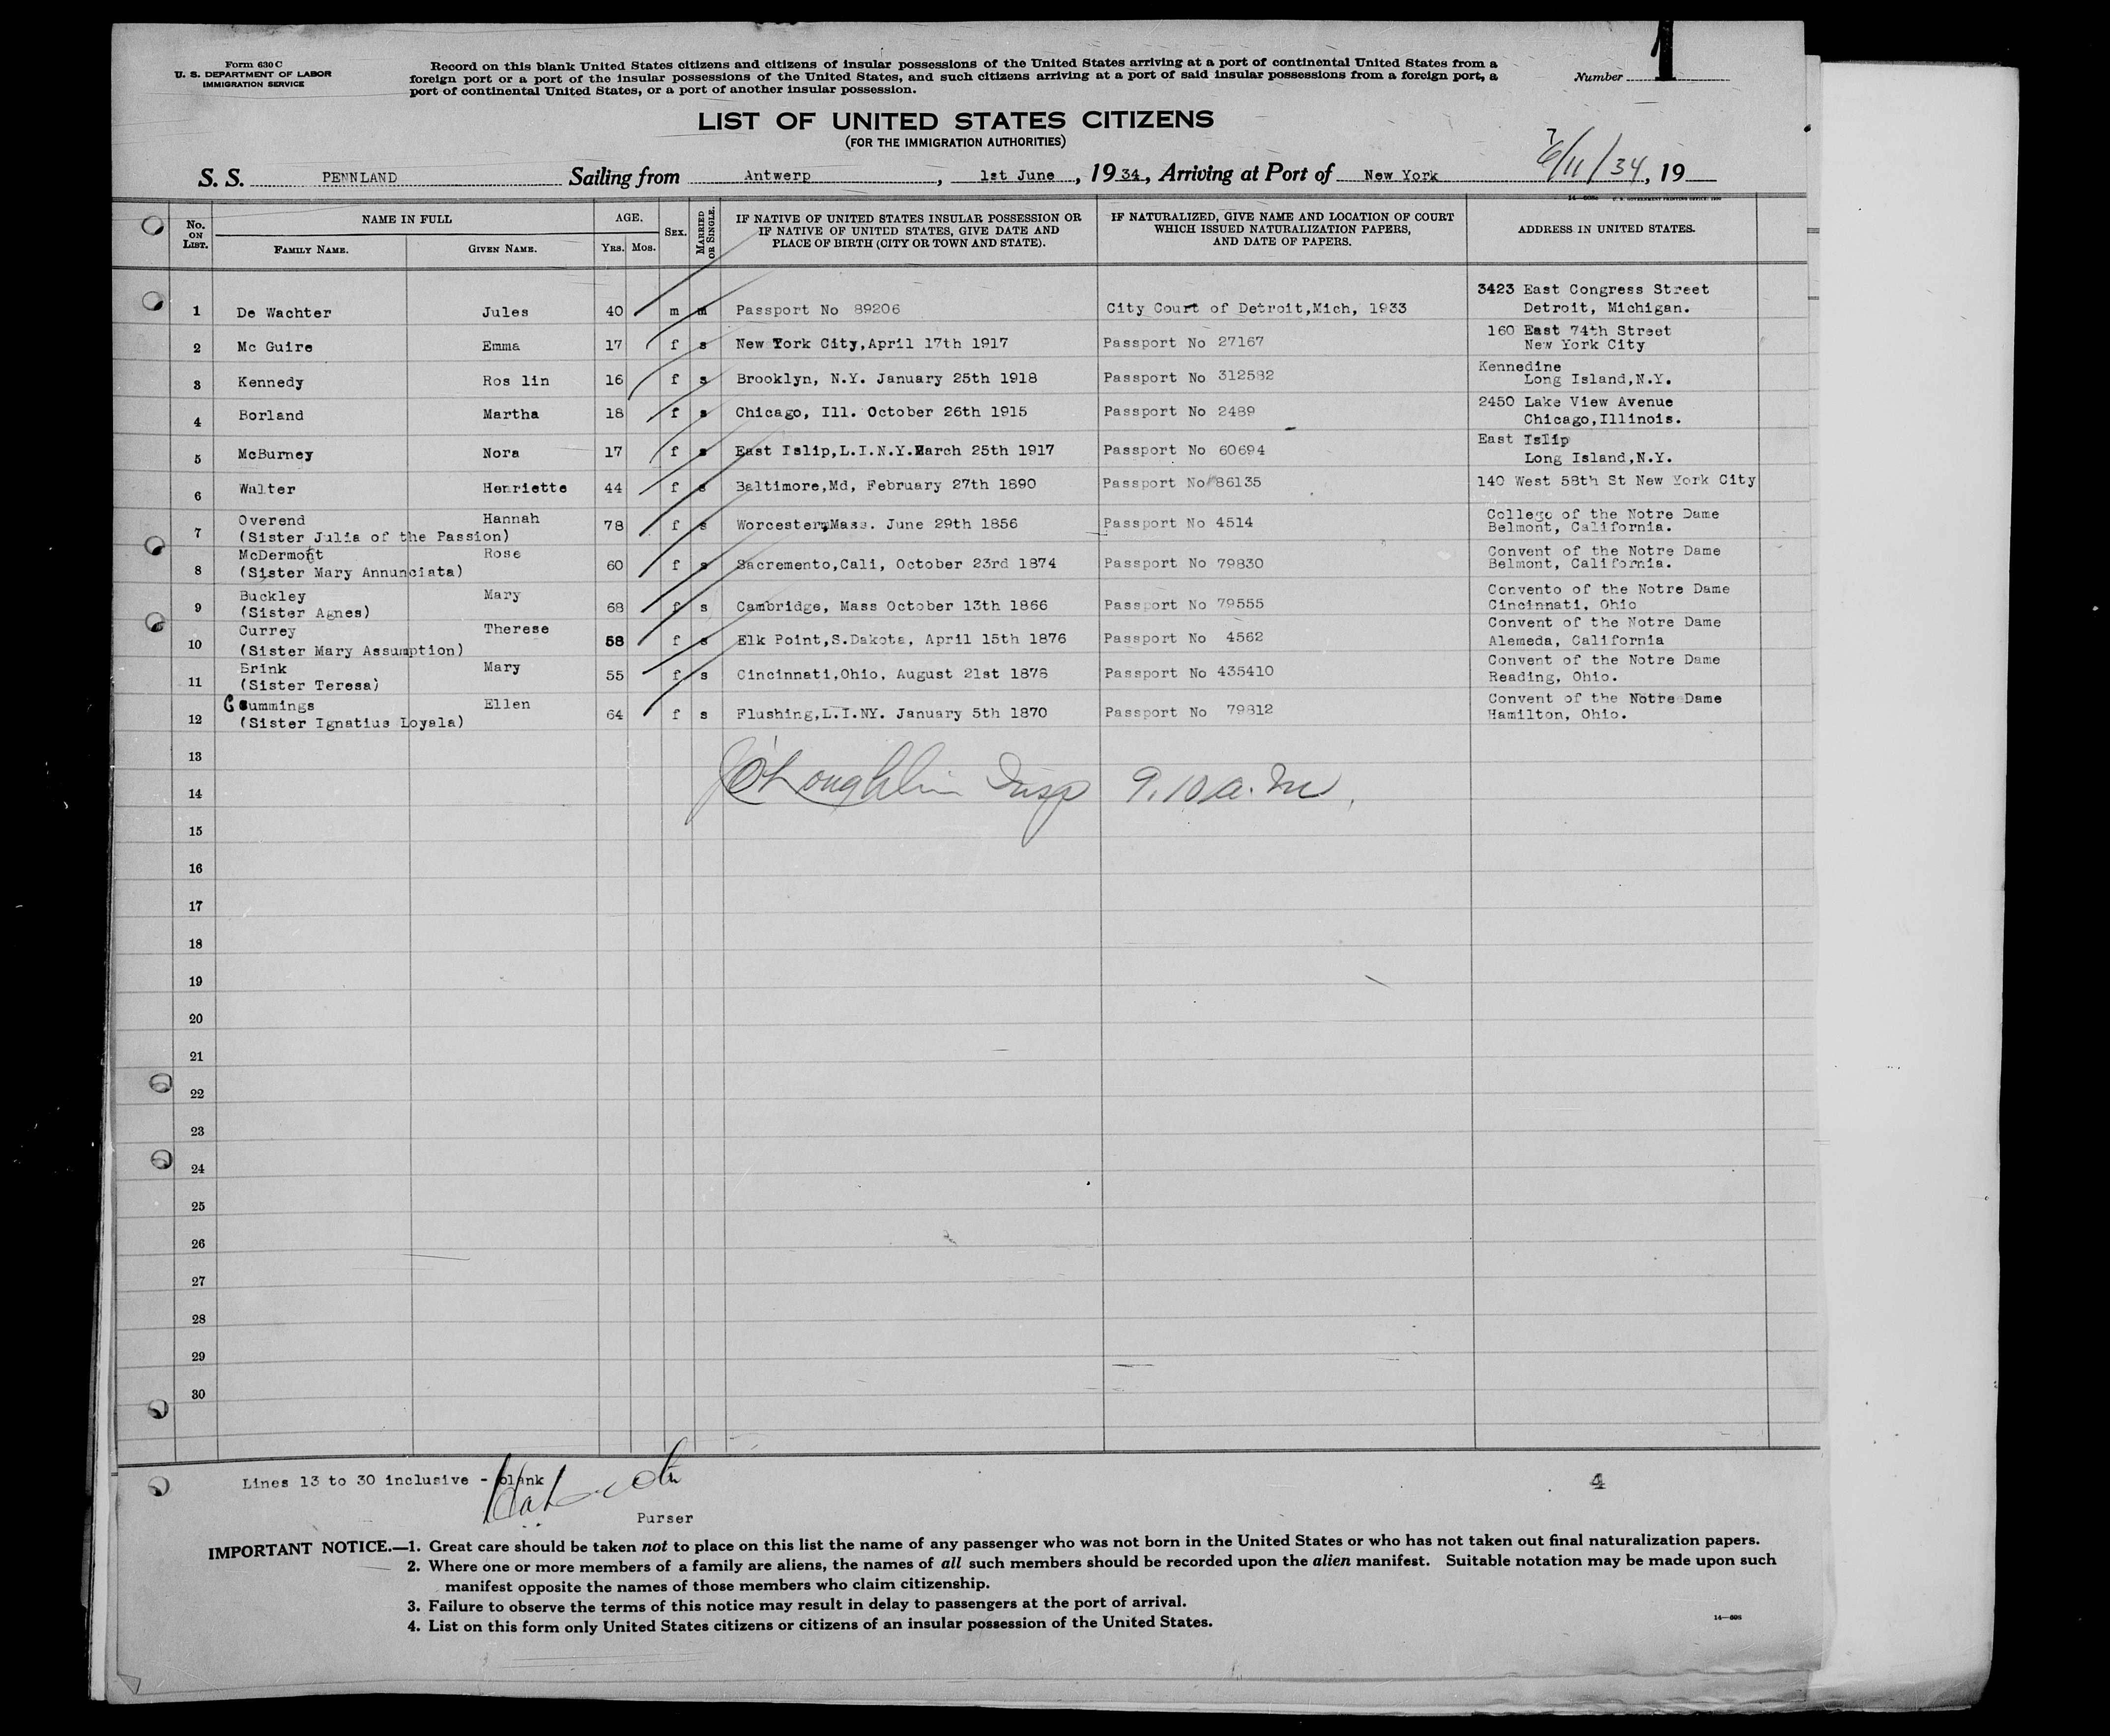 Form 630 C
U. S. DEPARTMENT OF LABOR
IMMIGRATION SERVICE
Record on this blank United States citizens and citizens of insular possessions of the United States arriving at a port of continental United States from a
foreign port or a port of the insular possessions of the United States, and such citizens arriving at a port of said insular possessions from a foreign port, a
port of continental United States, or a port of another insular possession.
Number 1
LIST OF UNITED STATES CITIZENS
(FOR THE IMMIGRATION AUTHORITIES)
S. S. PENNLAND Sailing from Antwerp, 1st June, 1934, Arriving at Port of New York 6/11/34, 19
No. ON LIST. NAME IN FULL FAMILY NAME. GIVEN NAME. AGE. YRS. MOS. SEX. MARRIED OR SINGLE. IF NATIVE OF UNITED STATES INSULAR POSSESSION OR IF NATIVE OF UNITED STATES, GIVE DATE AND PLACE OF BIRTH (CITY OR TOWN AND STATE). IF NATURALIZED, GIVE NAME AND LOCATION OF COURT WHICH ISSUED NATURALIZATION PAPERS, AND DATE OF PAPERS. ADDRESS IN UNITED STATES.
3423 East Congress Street
1 De Wachter Jules 40 m m Passport No 89206 City Court of Detroit,Mich, 1933 Detroit, Michigan.
160 East 74th Street
2 Mc Guire Emma 17 f s New York City,April 17th 1917 Passport No 27167 New York City
Kennedine
3 Kennedy Ros lin 16 f s Brooklyn, N.Y. January 25th 1918 Passport No 312582 Long Island,N.Y.
2450 Lake View Avenue
4 Borland Martha 18 f s Chicago, Ill. October 26th 1915 Passport No 2489 Chicago,Illinois.
East Islip
5 McBurney Nora 17 f s East Islip,L.I.N.Y.March 25th 1917 Passport No 60694 Long Island,N.Y.
6 Walter Henriette 44 f s Baltimore,Md, February 27th 1890 Passport No 86135 140 West 58th St New York City
7 Overend Hannah 78 f s Worcester,Mass. June 29th 1856 Passport No 4514 College of the Notre Dame
(Sister Julia of the Passion) Belmont, California.
8 McDermott Rose 60 f s Sacremento,Cali, October 23rd 1874 Passport No 79830 Convent of the Notre Dame
(Sister Mary Annunciata) Belmont, California.
9 Buckley Mary 68 f s Cambridge, Mass October 13th 1866 Passport No 79555 Convento of the Notre Dame
(Sister Agnes) Cincinnati, Ohio
10 Currey Therese 58 f s Elk Point,S.Dakota, April 15th 1876 Passport No 4562 Convent of the Notre Dame
(Sister Mary Assumption) Alemeda, California
11 Brink Mary 55 f s Cincinnati,Ohio, August 21st 1878 Passport No 435410 Convent of the Notre Dame
(Sister Teresa) Reading, Ohio.
12 Cummings Ellen 64 f s Flushing,L.I.NY. January 5th 1870 Passport No 79812 Convent of the Notre Dame
(Sister Ignatius Loyala) Hamilton, Ohio.
13
14 O'Loughlin Insp 9.10 a.m.
15
16
17
18
19
20
21
22
23
24
25
26
27
28
29
30
Lines 13 to 30 inclusive - blank
4
Purser
IMPORTANT NOTICE.—1. Great care should be taken not to place on this list the name of any passenger who was not born in the United States or who has not taken out final naturalization papers.
2. Where one or more members of a family are aliens, the names of all such members should be recorded upon the alien manifest. Suitable notation may be made upon such
manifest opposite the names of those members who claim citizenship.
3. Failure to observe the terms of this notice may result in delay to passengers at the port of arrival.
4. List on this form only United States citizens or citizens of an insular possession of the United States.